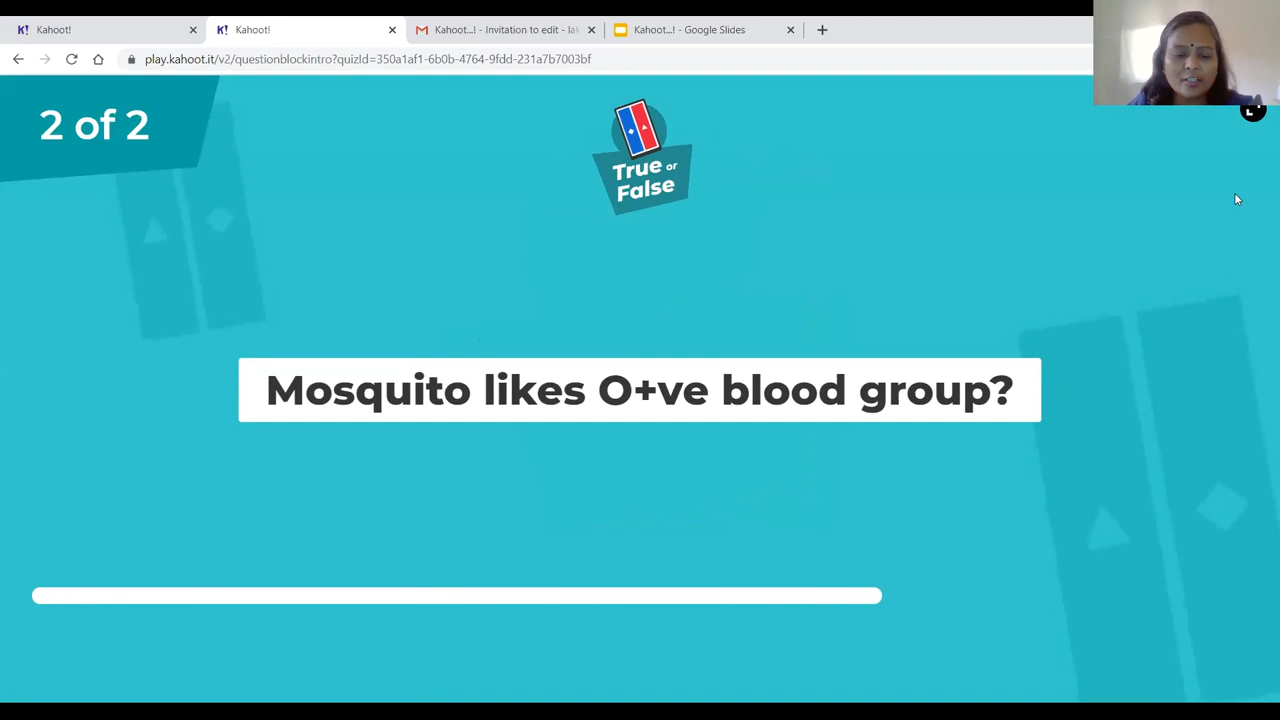 Kahoot!
Kahoot!
Kahoot...! - Invitation to edit - lak
Kahoot...! - Google Slides
play.kahoot.it/v2/questionblockintro?quizId=350a1af1-6b0b-4764-9fdd-231a7b7003bf
2 of 2
True or
False
Mosquito likes O+ve blood group?